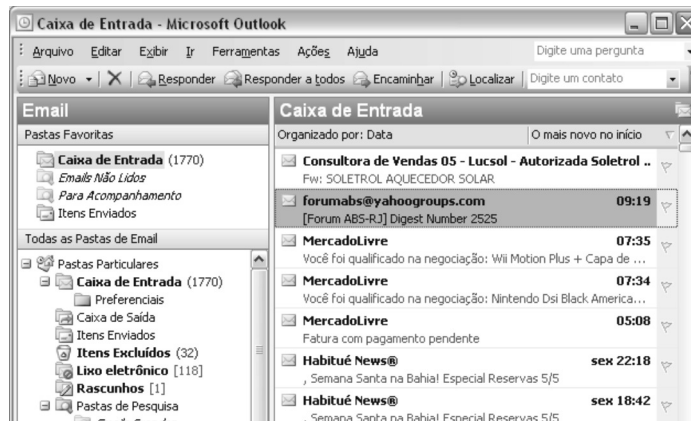 Caixa de Entrada - Microsoft Outlook
Arquivo Editar Exibir Ir Ferramentas Ações Ajuda Digite uma pergunta
Novo Responder Responder a todos Encaminhar Localizar Digite um contato
Email
Pastas Favoritas
Caixa de Entrada (1770)
Emails Não Lidos
Para Acompanhamento
Itens Enviados
Todas as Pastas de Email
Pastas Particulares
Caixa de Entrada (1770)
Preferenciais
Caixa de Saída
Itens Enviados
Itens Excluídos (32)
Lixo eletrônico [118]
Rascunhos [1]
Pastas de Pesquisa
Caixa de Entrada
Organizado por: Data O mais novo no início
Consultora de Vendas 05 - Lucsol - Autorizada Soletrol ..
Fw: SOLETROL AQUECEDOR SOLAR
forumabs@yahoogroups.com 09:19
[Forum ABS-RJ] Digest Number 2525
MercadoLivre 07:35
Você foi qualificado na negociação: Wii Motion Plus + Capa de ...
MercadoLivre 07:34
Você foi qualificado na negociação: Nintendo Dsi Black America...
MercadoLivre 05:08
Fatura com pagamento pendente
Habitué News® sex 22:18
, Semana Santa na Bahia! Especial Reservas 5/5
Habitué News® sex 18:42
, Semana Santa na Bahia! Especial Reservas 5/5